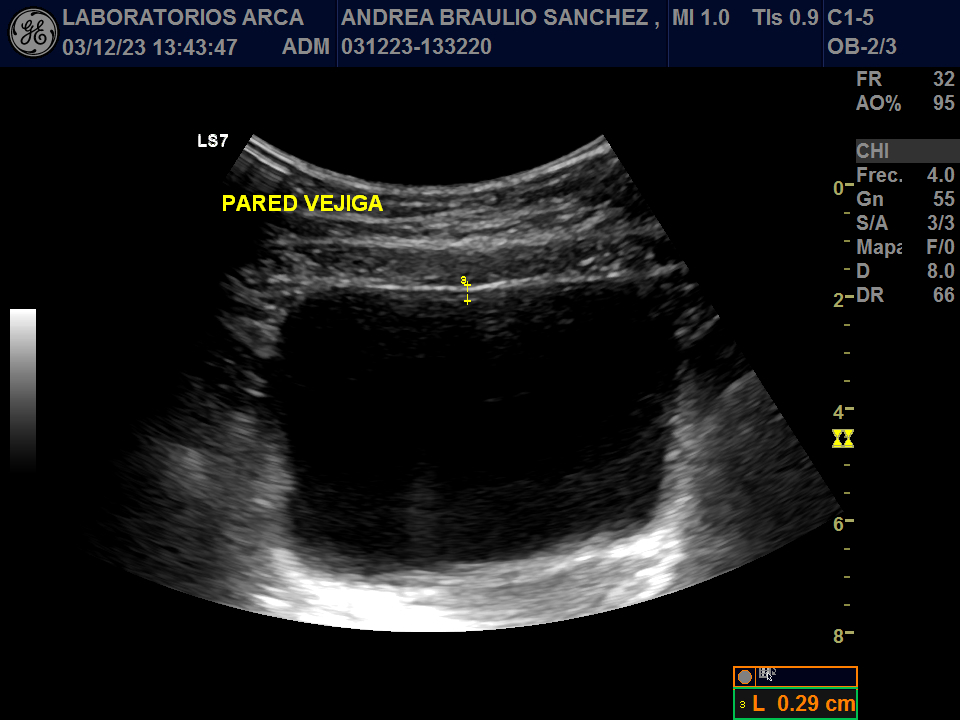 LABORATORIOS ARCA
03/12/23 13:43:47 ADM
ANDREA BRAULIO SANCHEZ ,
031223-133220
MI 1.0 TIs 0.9
C1-5
OB-2/3
FR 32
AO% 95
CHI
Frec. 4.0
Gn 55
S/A 3/3
Mapa F/0
D 8.0
DR 66
LS7
PARED VEJIGA
3
0
2
4
6
8
3 L 0.29 cm